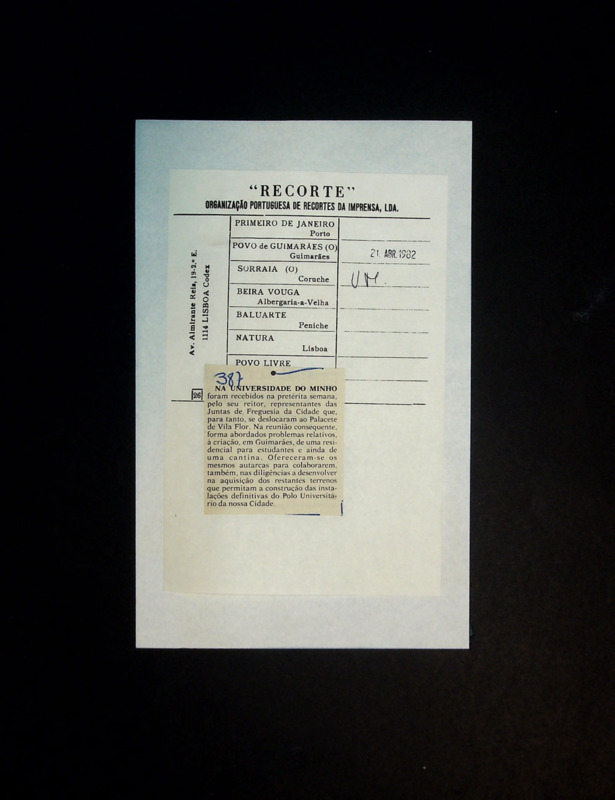 “RECORTE”
ORGANIZAÇÃO PORTUGUESA DE RECORTES DA IMPRENSA, LDA.
Av. Almirante Reis, 19-2.º E.
1114 LISBOA Codex
PRIMEIRO DE JANEIRO
Porto
POVO de GUIMARÃES (O)
Guimarães
21. ABR. 1982
SORRAIA (O)
Coruche
UM.
BEIRA VOUGA
Albergaria-a-Velha
BALUARTE
Peniche
NATURA
Lisboa
POVO LIVRE
26
387
NA UNIVERSIDADE DO MINHO
foram recebidos na pretérita semana,
pelo seu reitor, representantes das
Juntas de Freguesia da Cidade que,
para tanto, se deslocaram ao Palacete
de Vila Flor. Na reunião consequente,
forma abordados problemas relativos,
à criação, em Guimarães, de uma resi-
dencial para estudantes e ainda de
uma cantina. Ofereceram-se os
mesmos autarcas para colaborarem,
também, nas diligências a desenvolver
na aquisição dos restantes terrenos
que permitam a construção das insta-
lações definitivas do Polo Universitá-
rio da nossa Cidade.